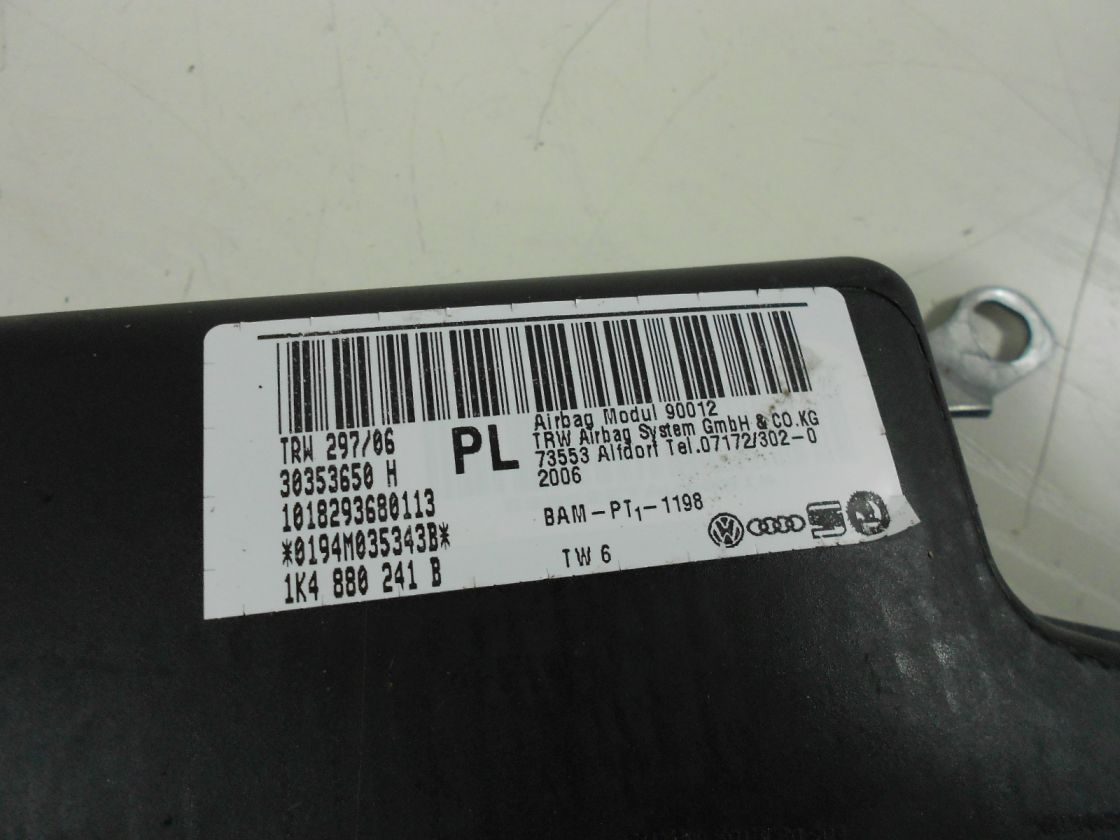 TRW 297/06
30353650 H
1018293680113
*0194M035343B*
1K4 880 241 B
PL
Airbag Modul 90012
TRW Airbag System GmbH & CO.KG
73553 Alfdorf Tel.07172/302-0
2006
BAM-PT1-1198
TW 6